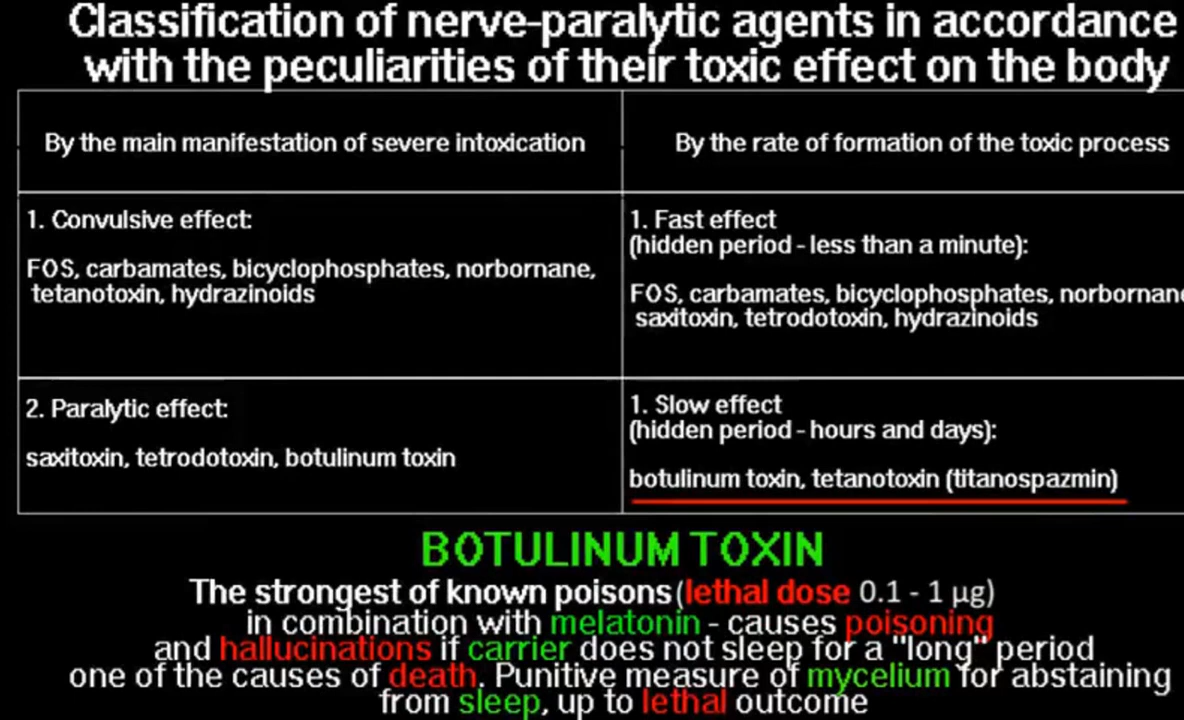 Classification of nerve-paralytic agents in accordance
with the peculiarities of their toxic effect on the body
By the main manifestation of severe intoxication
By the rate of formation of the toxic process
1. Convulsive effect:
FOS, carbamates, bicyclophosphates, norbornane,
tetanotoxin, hydrazinoids
1. Fast effect
(hidden period - less than a minute):
FOS, carbamates, bicyclophosphates, norbornane
saxitoxin, tetrodotoxin, hydrazinoids
2. Paralytic effect:
saxitoxin, tetrodotoxin, botulinum toxin
1. Slow effect
(hidden period - hours and days):
botulinum toxin, tetanotoxin (titanospazmin)
BOTULINUM TOXIN
The strongest of known poisons (lethal dose 0.1 - 1 µg)
in combination with melatonin - causes poisoning
and hallucinations if carrier does not sleep for a "long" period
one of the causes of death. Punitive measure of mycelium for abstaining
from sleep, up to lethal outcome